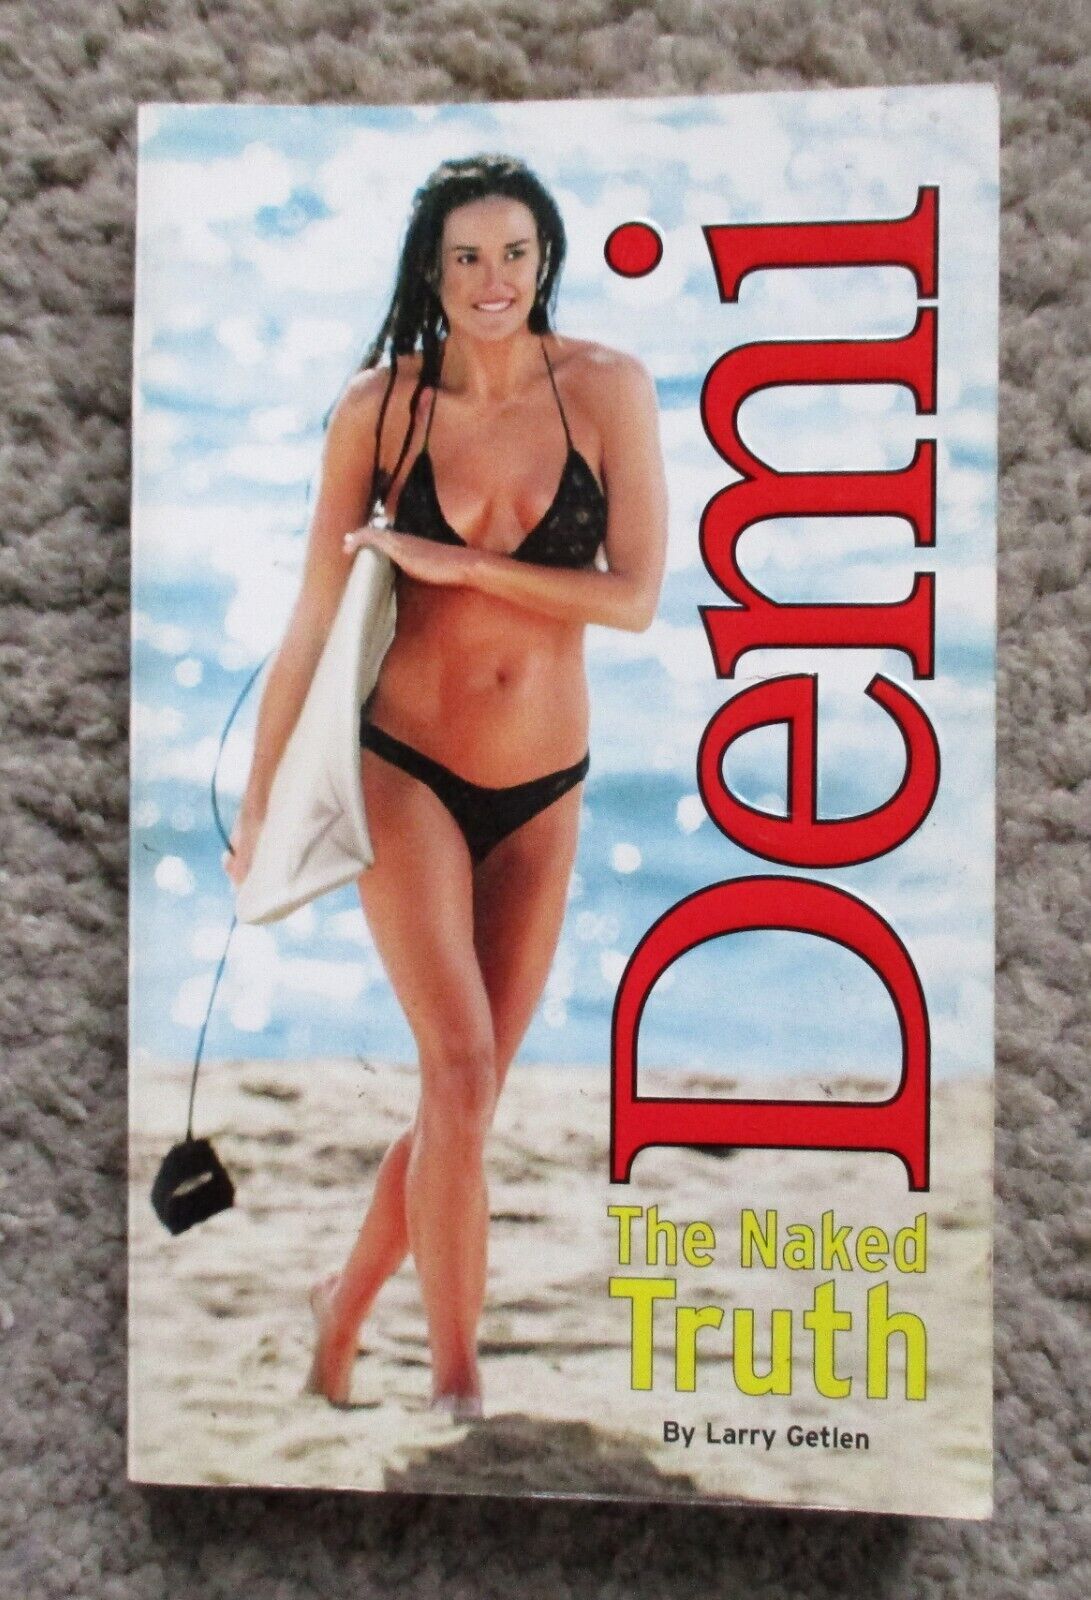 Demi
The Naked
Truth
By Larry Getlen